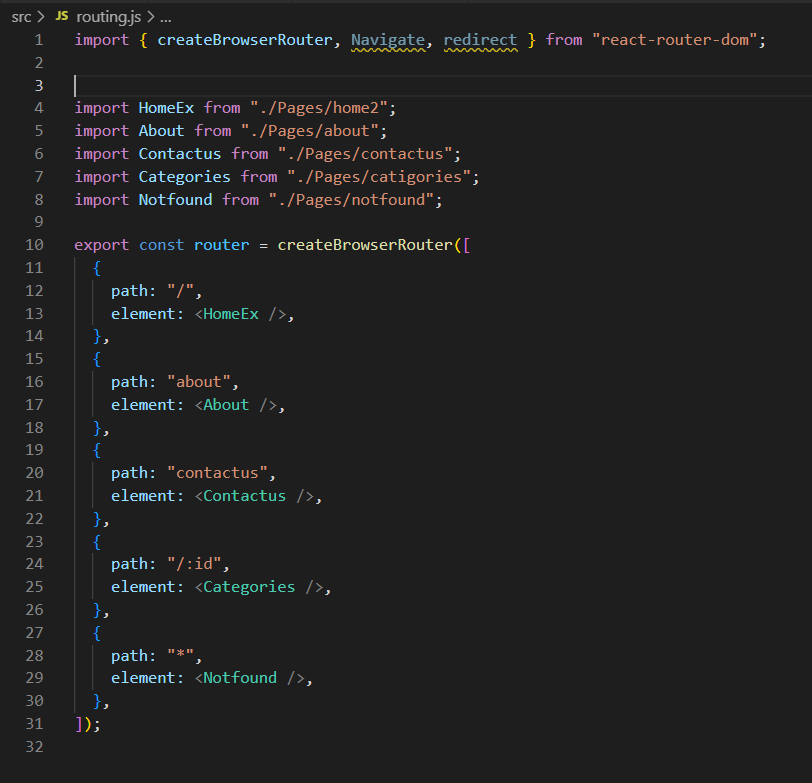 src > JS routing.js > ...
1 import { createBrowserRouter, Navigate, redirect } from "react-router-dom";
2
3
4 import HomeEx from "./Pages/home2";
5 import About from "./Pages/about";
6 import Contactus from "./Pages/contactus";
7 import Categories from "./Pages/catigories";
8 import Notfound from "./Pages/notfound";
9
10 export const router = createBrowserRouter([
11   {
12     path: "/",
13     element: <HomeEx />,
14   },
15   {
16     path: "about",
17     element: <About />,
18   },
19   {
20     path: "contactus",
21     element: <Contactus />,
22   },
23   {
24     path: "/:id",
25     element: <Categories />,
26   },
27   {
28     path: "*",
29     element: <Notfound />,
30   },
31 ]);
32